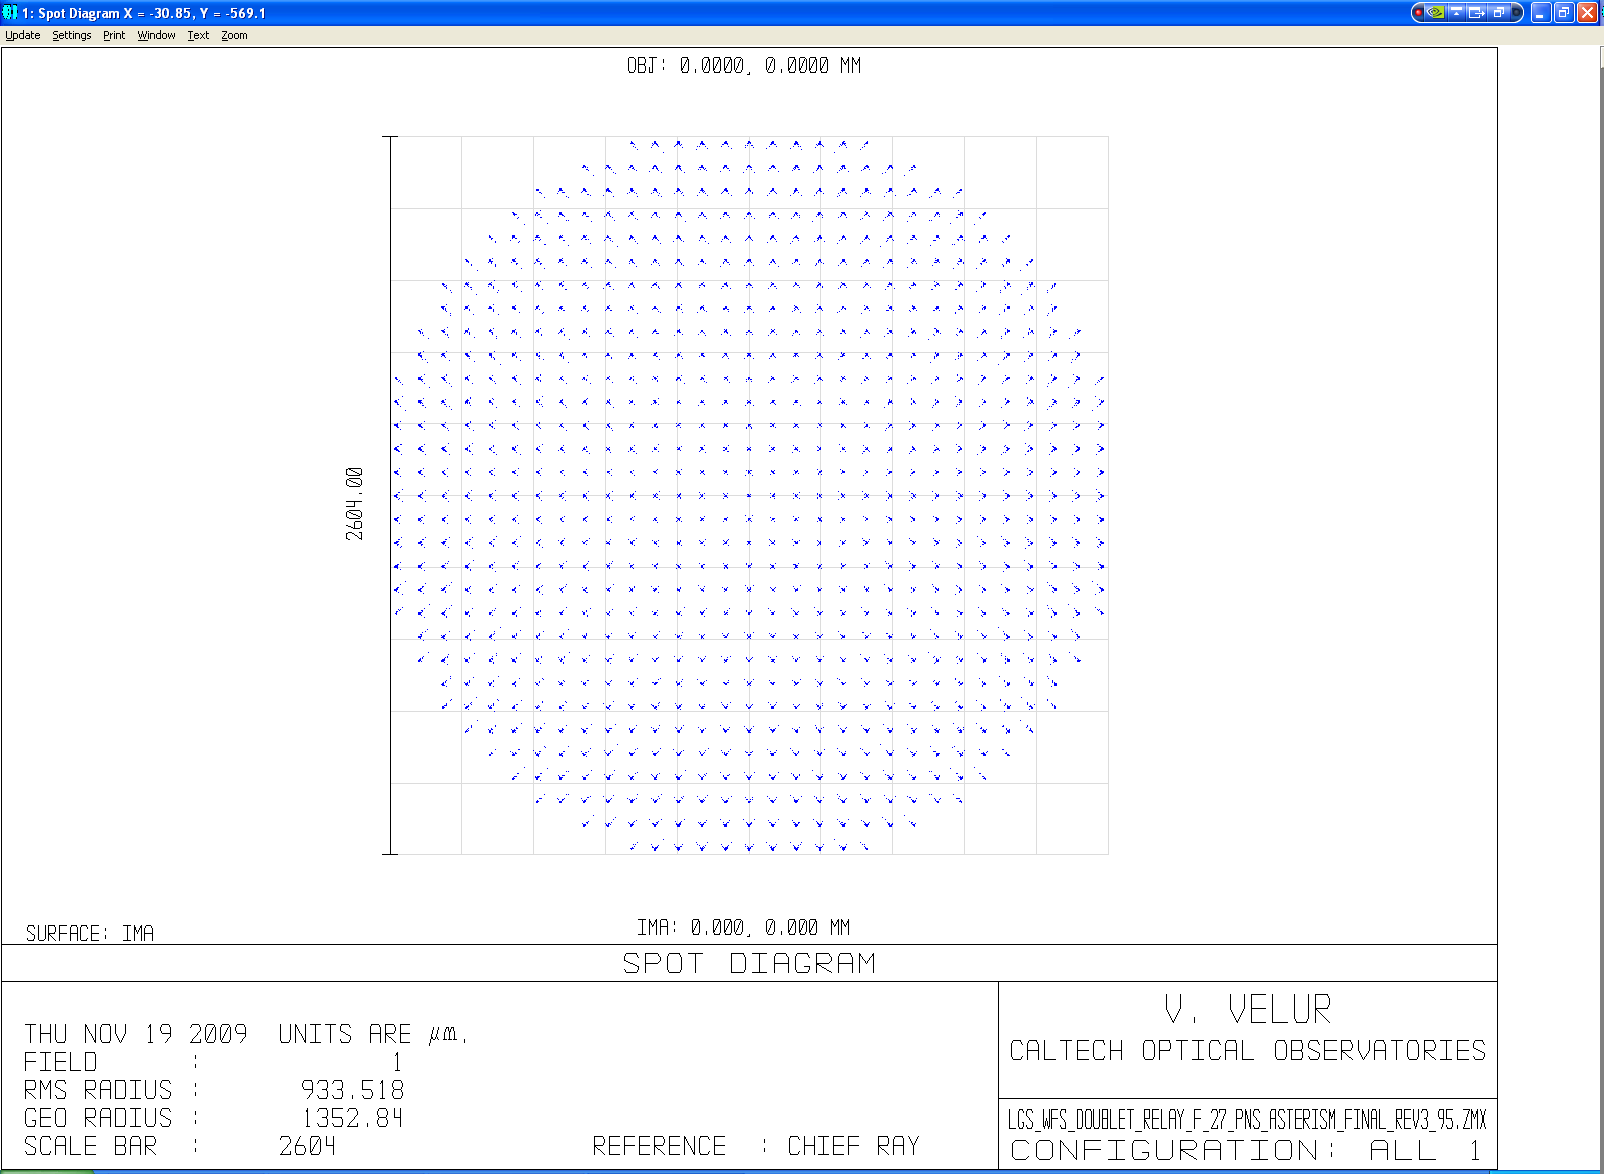 1: Spot Diagram X = -30.85, Y = -569.1
Update Settings Print Window Text Zoom
OBJ: 0.0000, 0.0000 MM
2604.00
IMA: 0.000, 0.000 MM
SURFACE: IMA
SPOT DIAGRAM
THU NOV 19 2009 UNITS ARE µm.
FIELD : 1
RMS RADIUS : 933.518
GEO RADIUS : 1352.84
SCALE BAR : 2604 REFERENCE : CHIEF RAY
V. VELUR
CALTECH OPTICAL OBSERVATORIES
LGS_WFS_DOUBLET_RELAY_F_27_PNS_ASTERISM_FINAL_REV3_95.ZMX
CONFIGURATION: ALL 1